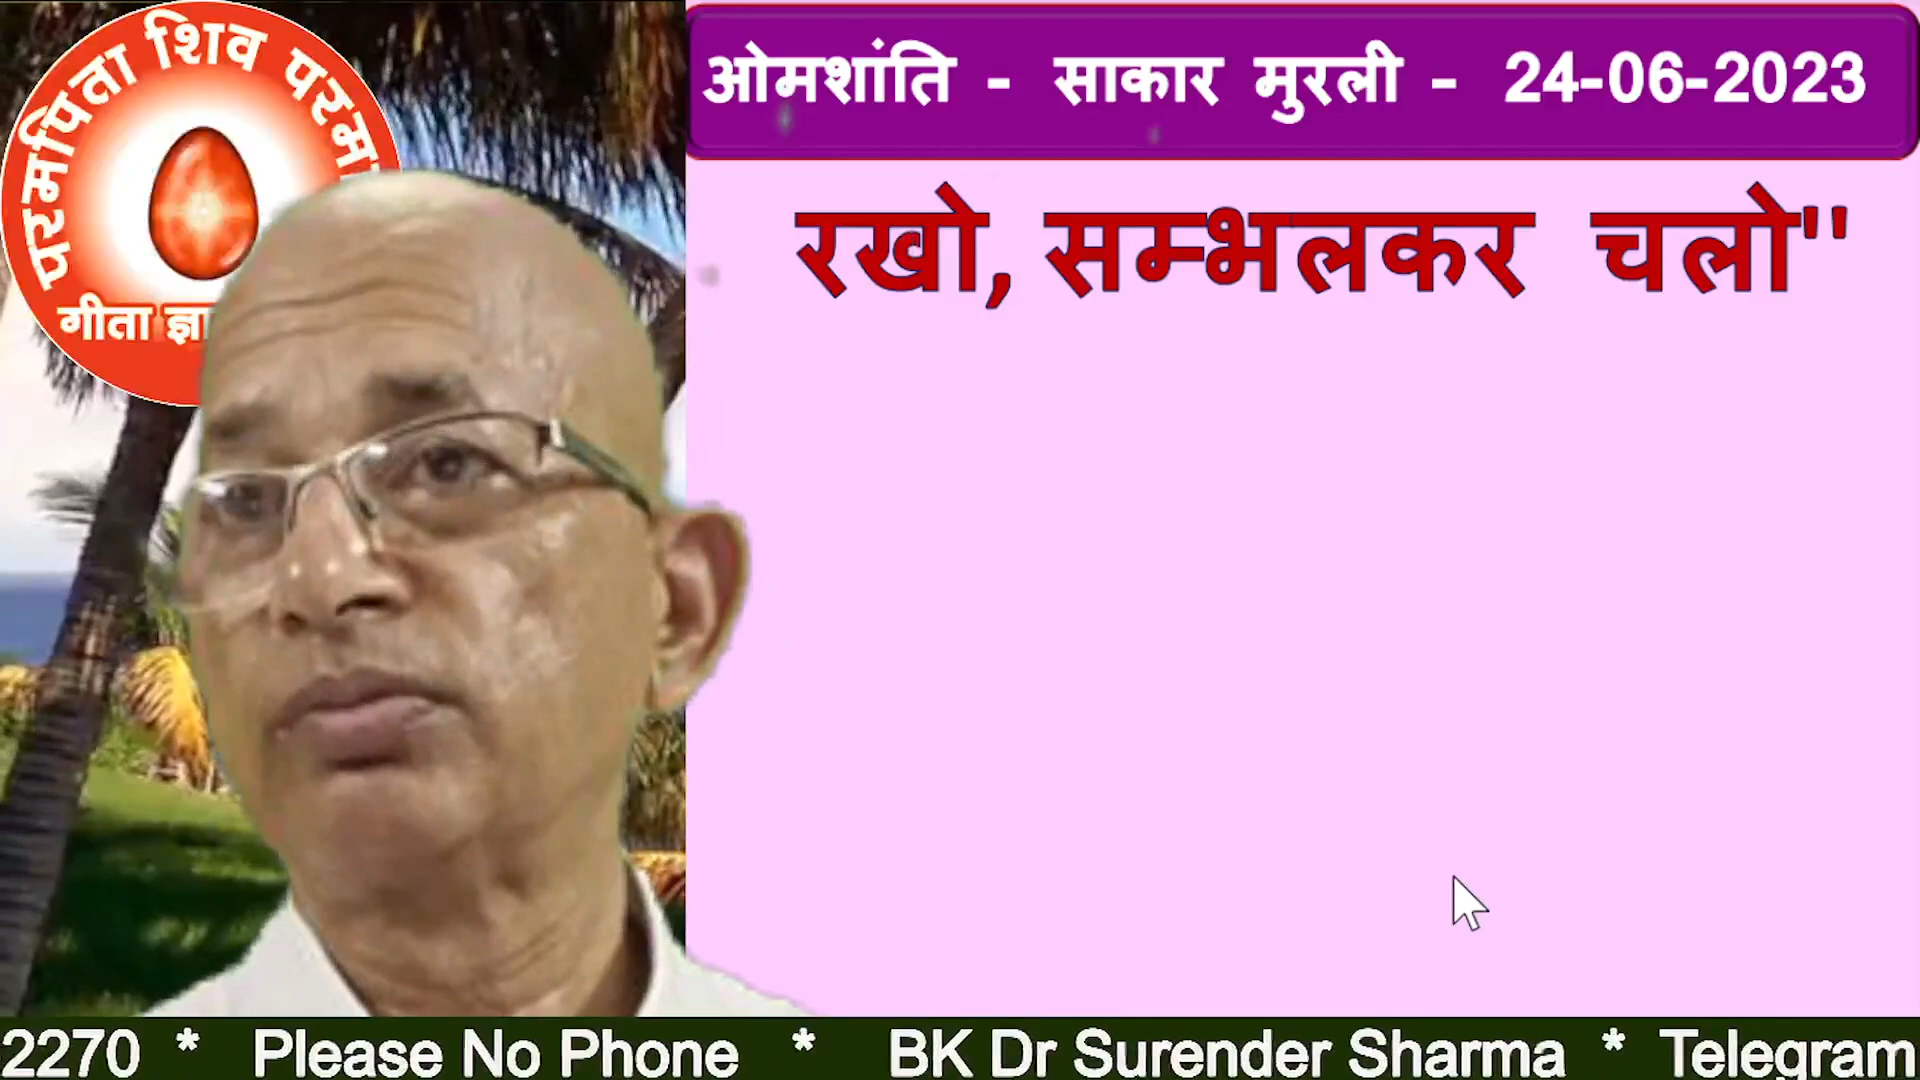 परमपिता शिव
गीता
ओमशांति - साकार मुरली - 24-06-2023
रखो, सम्भलकर चलो"
2270 * Please No Phone * BK Dr Surender Sharma * Telegram